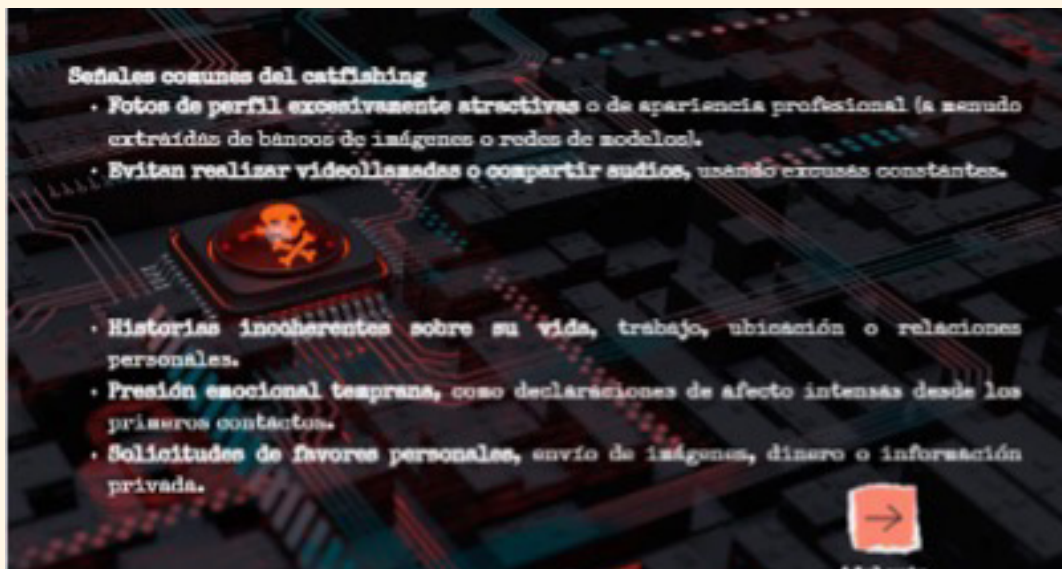 Señales comunes del catfishing
· Fotos de perfil excesivamente atractivas o de apariencia profesional (a menudo
extraídas de bancos de imágenes o redes de modelos).
· Evitan realizar videollamadas o compartir audios, usando excusas constantes.
· Historias incoherentes sobre su vida, trabajo, ubicación o relaciones
personales.
· Presión emocional temprana, como declaraciones de afecto intensas desde los
primeros contactos.
· Solicitudes de favores personales, envío de imágenes, dinero o información
privada.